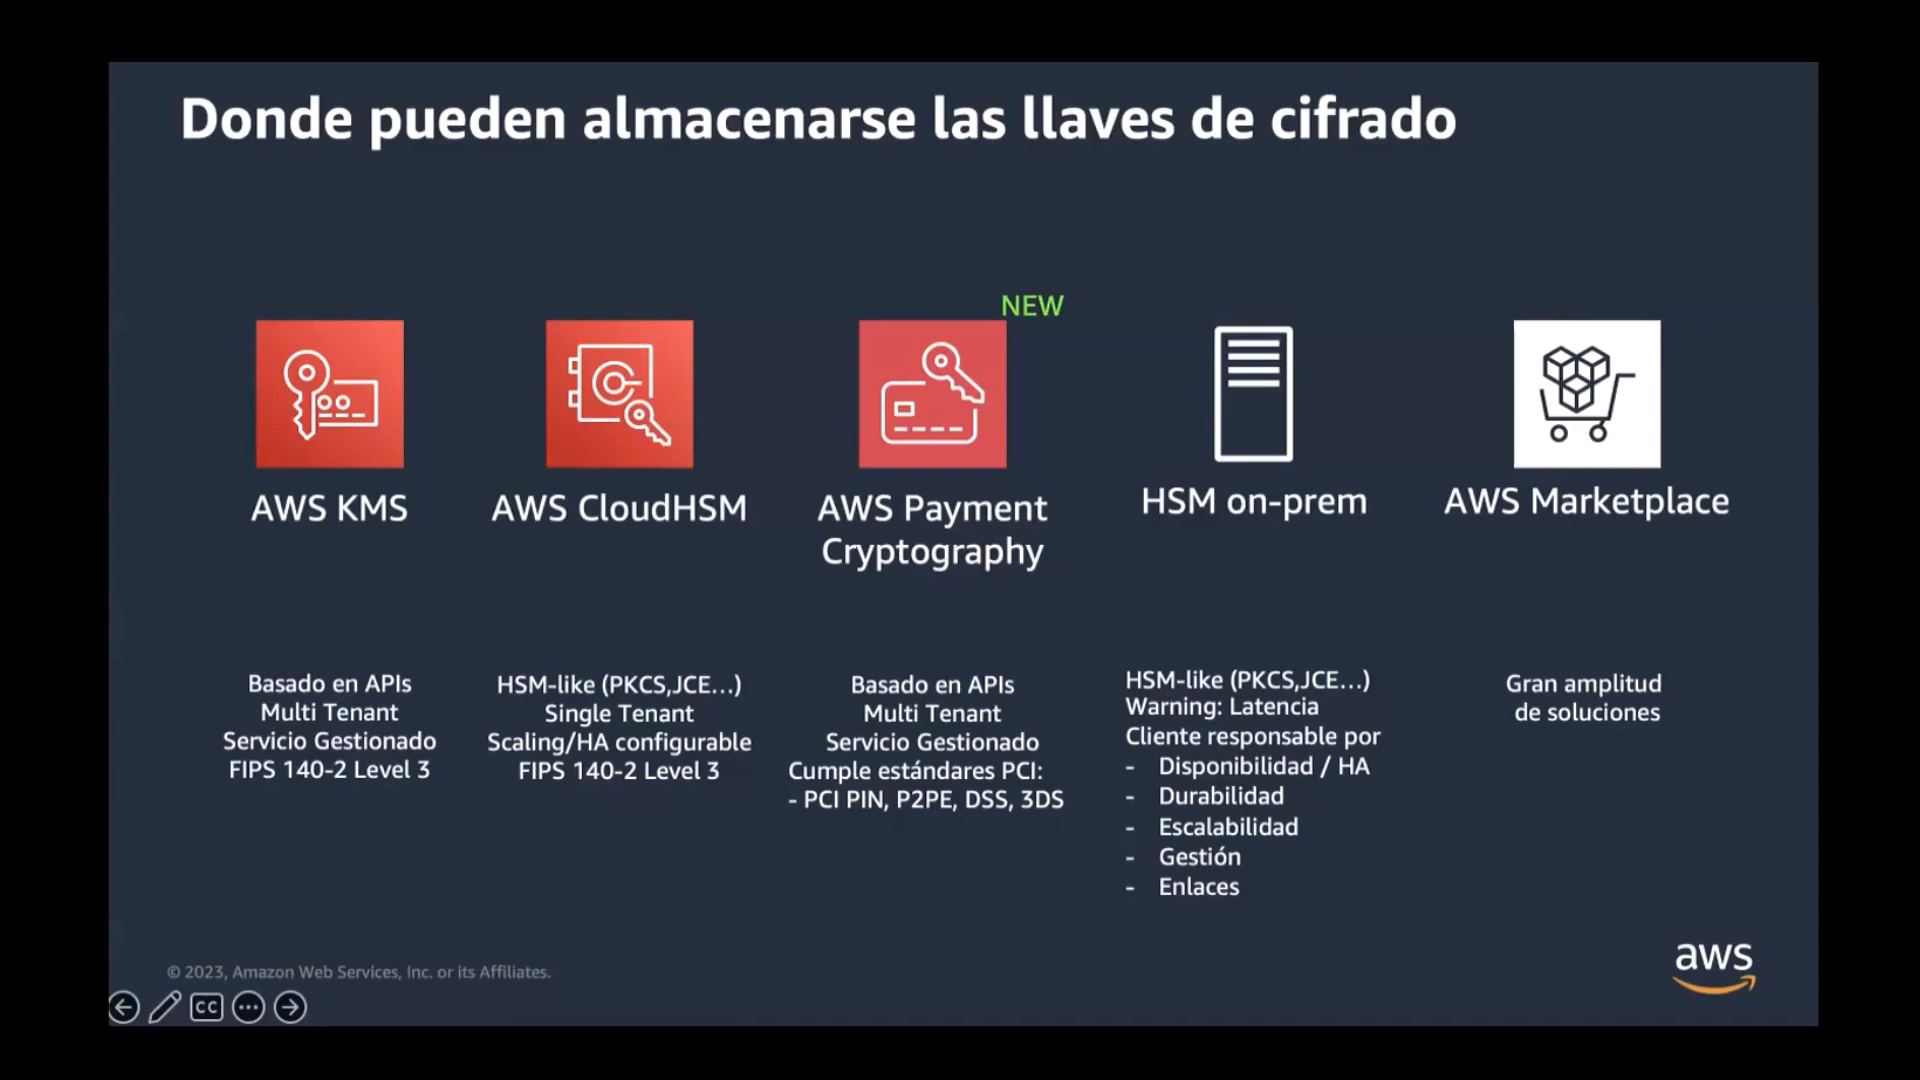 Donde pueden almacenarse las llaves de cifrado
NEW
AWS KMS
AWS CloudHSM
AWS Payment
Cryptography
HSM on-prem
AWS Marketplace
Basado en APIs
Multi Tenant
Servicio Gestionado
FIPS 140-2 Level 3
HSM-like (PKCS,JCE...)
Single Tenant
Scaling/HA configurable
FIPS 140-2 Level 3
Basado en APIs
Multi Tenant
Servicio Gestionado
Cumple estándares PCI:
- PCI PIN, P2PE, DSS, 3DS
HSM-like (PKCS,JCE...)
Warning: Latencia
Cliente responsable por
- Disponibilidad / HA
- Durabilidad
- Escalabilidad
- Gestión
- Enlaces
Gran amplitud
de soluciones
© 2023, Amazon Web Services, Inc. or its Affiliates.
aws
CC